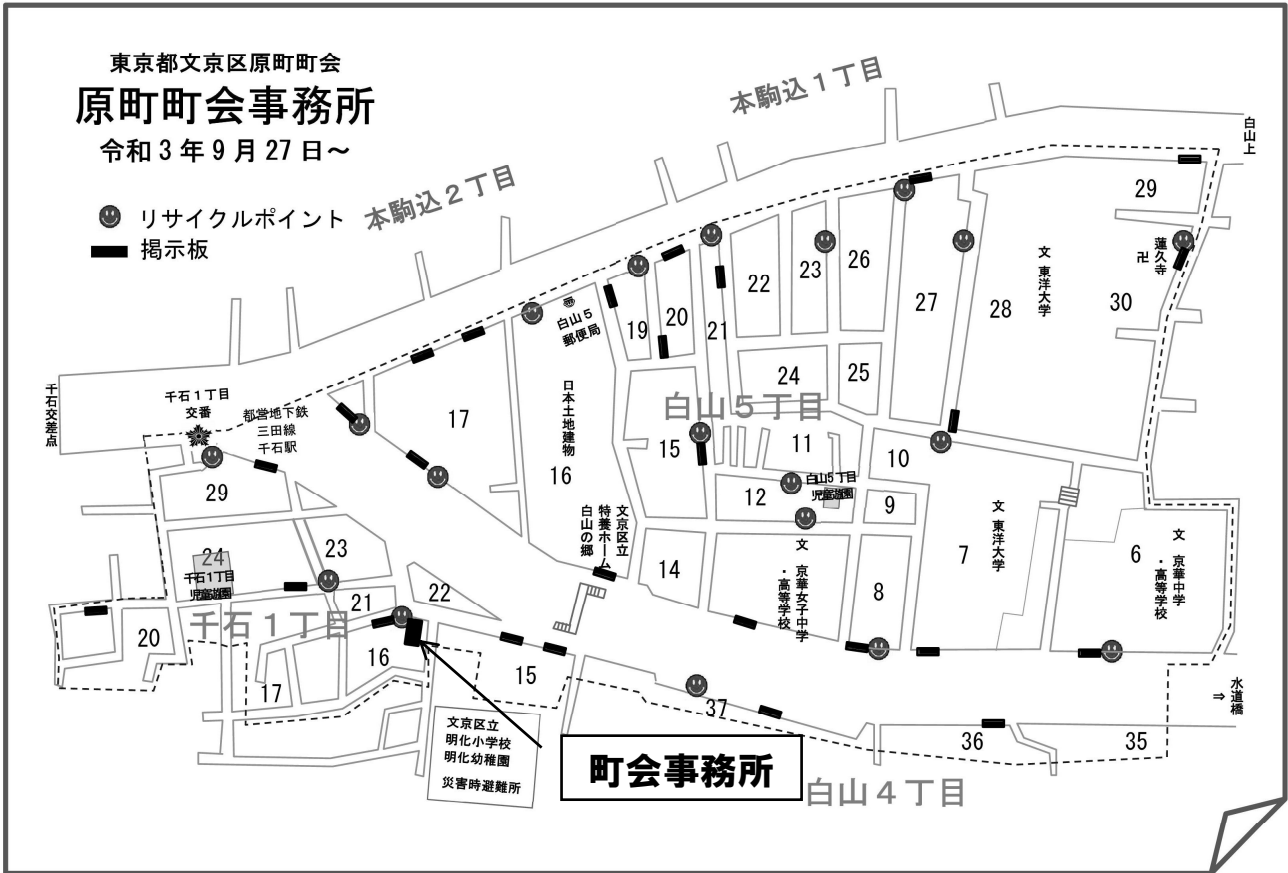 東京都文京区原町町会
原町町会事務所
令和3年9月27日～
リサイクルポイント
掲示板
本駒込2丁目
本駒込1丁目
白山上
千石交差点
千石1丁目
交番
都営地下鉄
三田線
千石駅
白山5
郵便局
日本土地建物
文京区立
特養ホーム
白山の郷
白山5丁目
白山5丁目
児童遊園
文 東洋大学
蓮久寺
卍
文 東洋大学
文 京華中学
・高等学校
文 京華女子中学
・高等学校
千石1丁目
児童遊園
千石1丁目
文京区立
明化小学校
明化幼稚園
災害時避難所
町会事務所
白山4丁目
水道橋
⇒
29
30
28
27
26
23
22
21
20
19
24
25
17
16
15
11
10
12
9
14
8
7
6
29
23
24
21
22
20
17
16
15
37
36
35